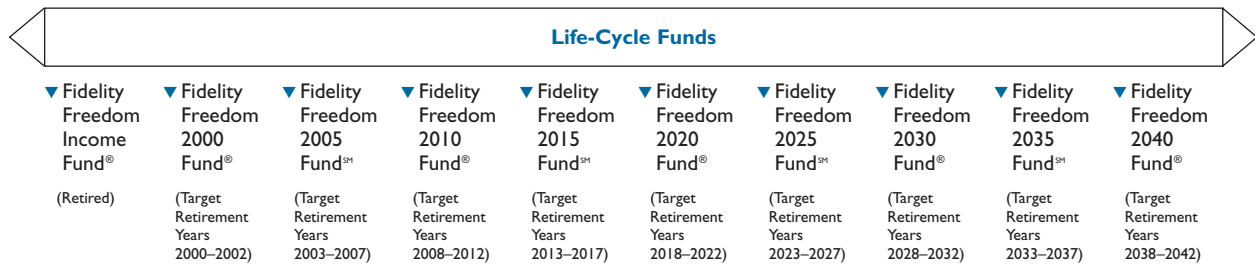 Life-Cycle Funds
▼ Fidelity
Freedom
Income
Fund®
(Retired)
▼ Fidelity
Freedom
2000
Fund®
(Target
Retirement
Years
2000–2002)
▼ Fidelity
Freedom
2005
Fund℠
(Target
Retirement
Years
2003–2007)
▼ Fidelity
Freedom
2010
Fund®
(Target
Retirement
Years
2008–2012)
▼ Fidelity
Freedom
2015
Fund℠
(Target
Retirement
Years
2013–2017)
▼ Fidelity
Freedom
2020
Fund®
(Target
Retirement
Years
2018–2022)
▼ Fidelity
Freedom
2025
Fund℠
(Target
Retirement
Years
2023–2027)
▼ Fidelity
Freedom
2030
Fund®
(Target
Retirement
Years
2028–2032)
▼ Fidelity
Freedom
2035
Fund℠
(Target
Retirement
Years
2033–2037)
▼ Fidelity
Freedom
2040
Fund®
(Target
Retirement
Years
2038–2042)